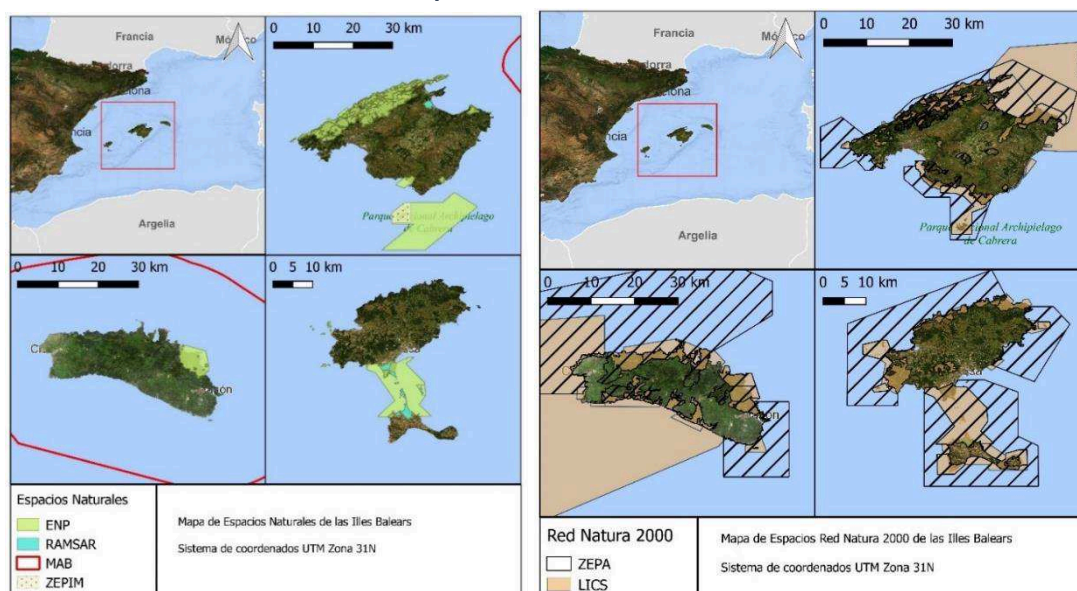 Francia
Mónaco
0 10 20 30 km
Argelia
Parque Nacional Archipielago
de Cabrera
0 10 20 30 km
0 5 10 km
Espacios Naturales
ENP
RAMSAR
MAB
ZEPIM
Mapa de Espacios Naturales de las Illes Balears
Sistema de coordenados UTM Zona 31N
Francia
0 10 20 30 km
Argelia
Parque Nacional Archipielago
de Cabrera
0 10 20 30 km
0 5 10 km
Red Natura 2000
ZEPA
LICS
Mapa de Espacios Red Natura 2000 de las Illes Balears
Sistema de coordenados UTM Zona 31N